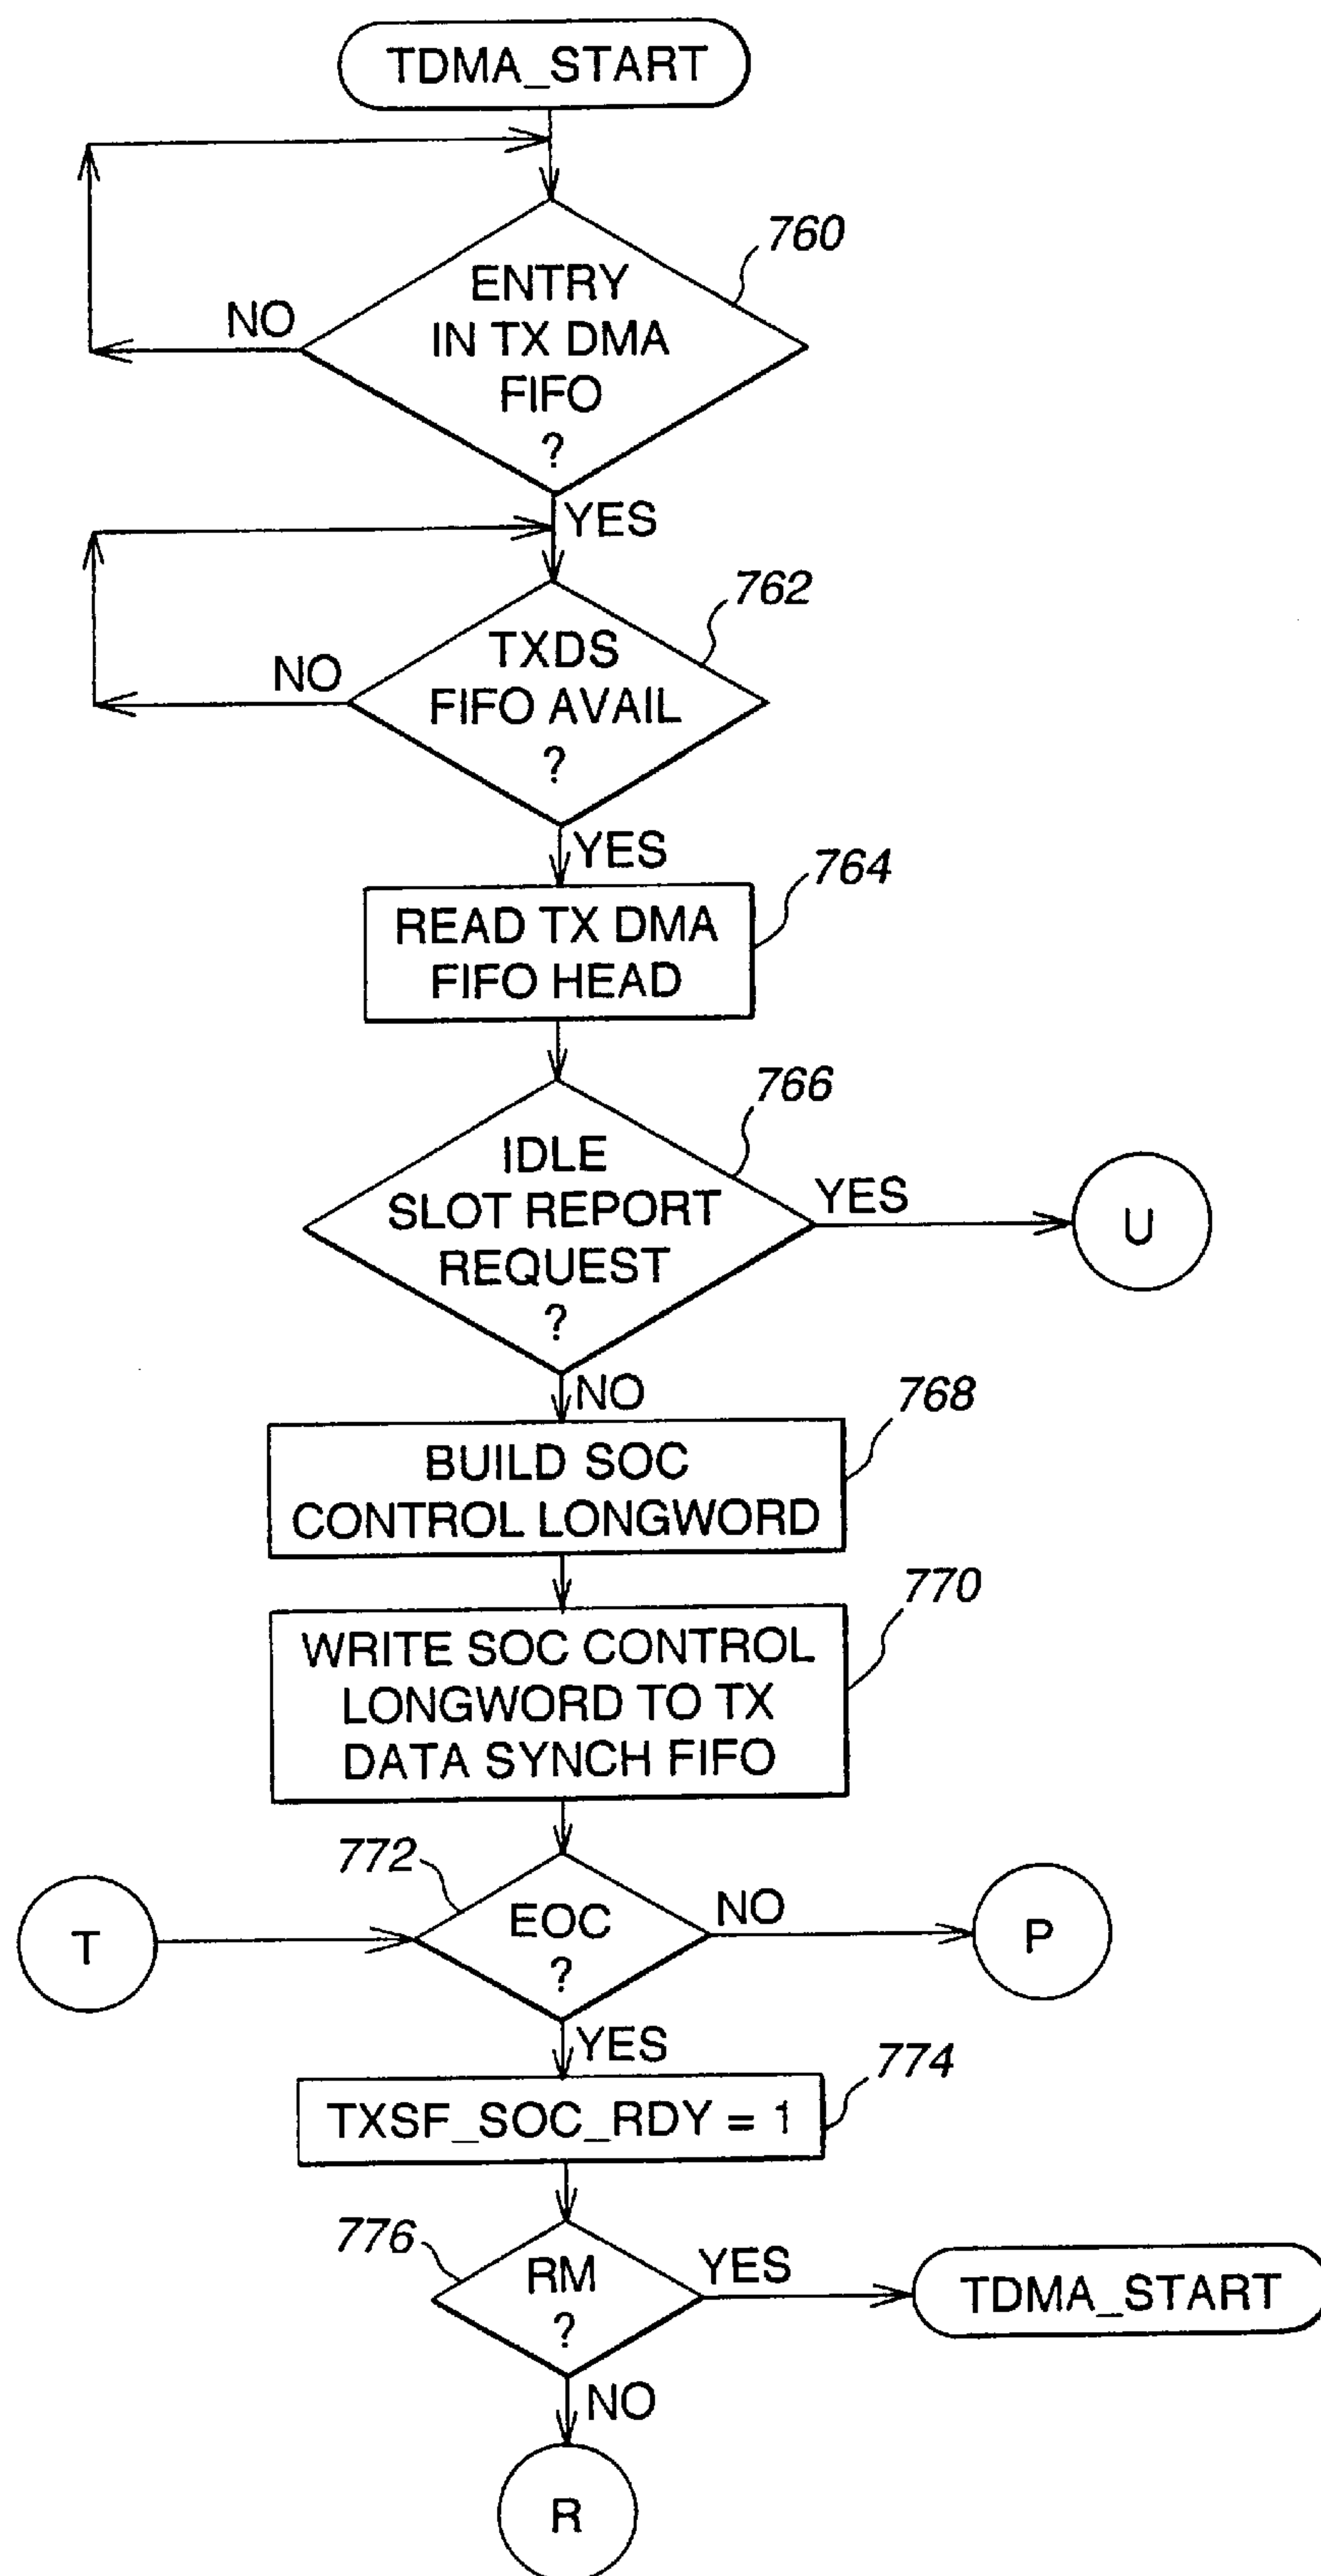 TDMA_START
760
ENTRY
IN TX DMA
FIFO
?
NO
YES
762
TXDS
FIFO AVAIL
?
NO
YES
764
READ TX DMA
FIFO HEAD
766
IDLE
SLOT REPORT
REQUEST
?
YES
U
NO
768
BUILD SOC
CONTROL LONGWORD
770
WRITE SOC CONTROL
LONGWORD TO TX
DATA SYNCH FIFO
772
T
EOC
?
NO
P
YES
774
TXSF_SOC_RDY = 1
776
RM
?
YES
TDMA_START
NO
R